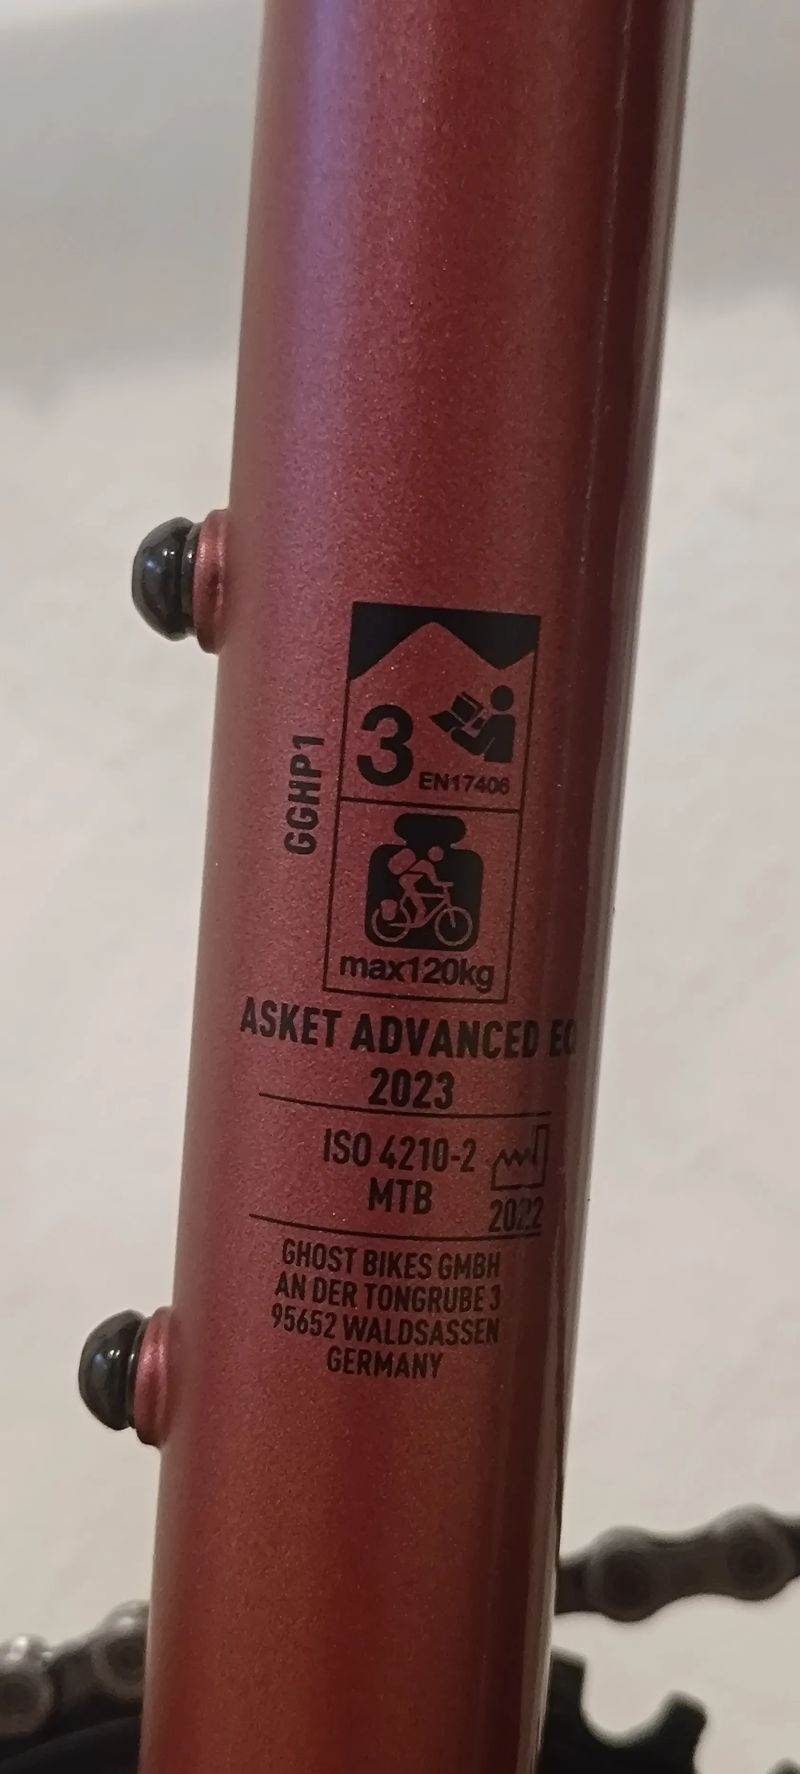 3
EN17406
GGHP1
max120kg
ASKET ADVANCED EQ
2023
ISO 4210-2
MTB
2022
GHOST BIKES GMBH
AN DER TONGRUBE 3
95652 WALDSASSEN
GERMANY